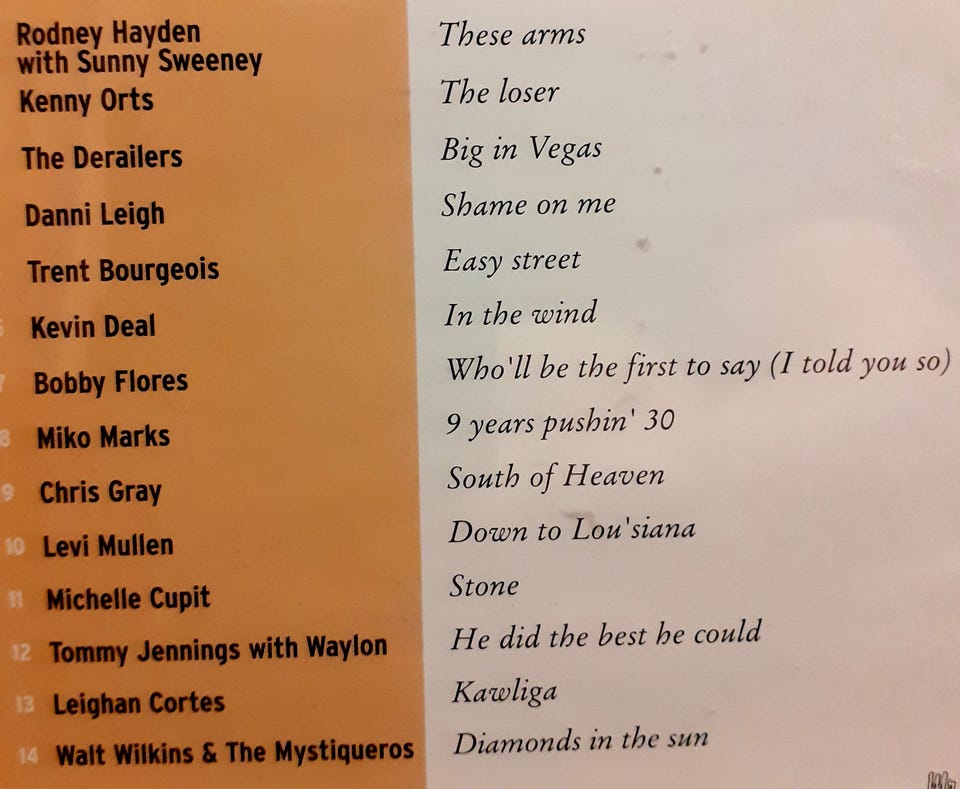 Rodney Hayden
with Sunny Sweeney These arms
Kenny Orts The loser
The Derailers Big in Vegas
Danni Leigh Shame on me
Trent Bourgeois Easy street
Kevin Deal In the wind
7 Bobby Flores Who'll be the first to say (I told you so)
8 Miko Marks 9 years pushin' 30
9 Chris Gray South of Heaven
10 Levi Mullen Down to Lou'siana
11 Michelle Cupit Stone
12 Tommy Jennings with Waylon He did the best he could
13 Leighan Cortes Kawliga
14 Walt Wilkins & The Mystiqueros Diamonds in the sun